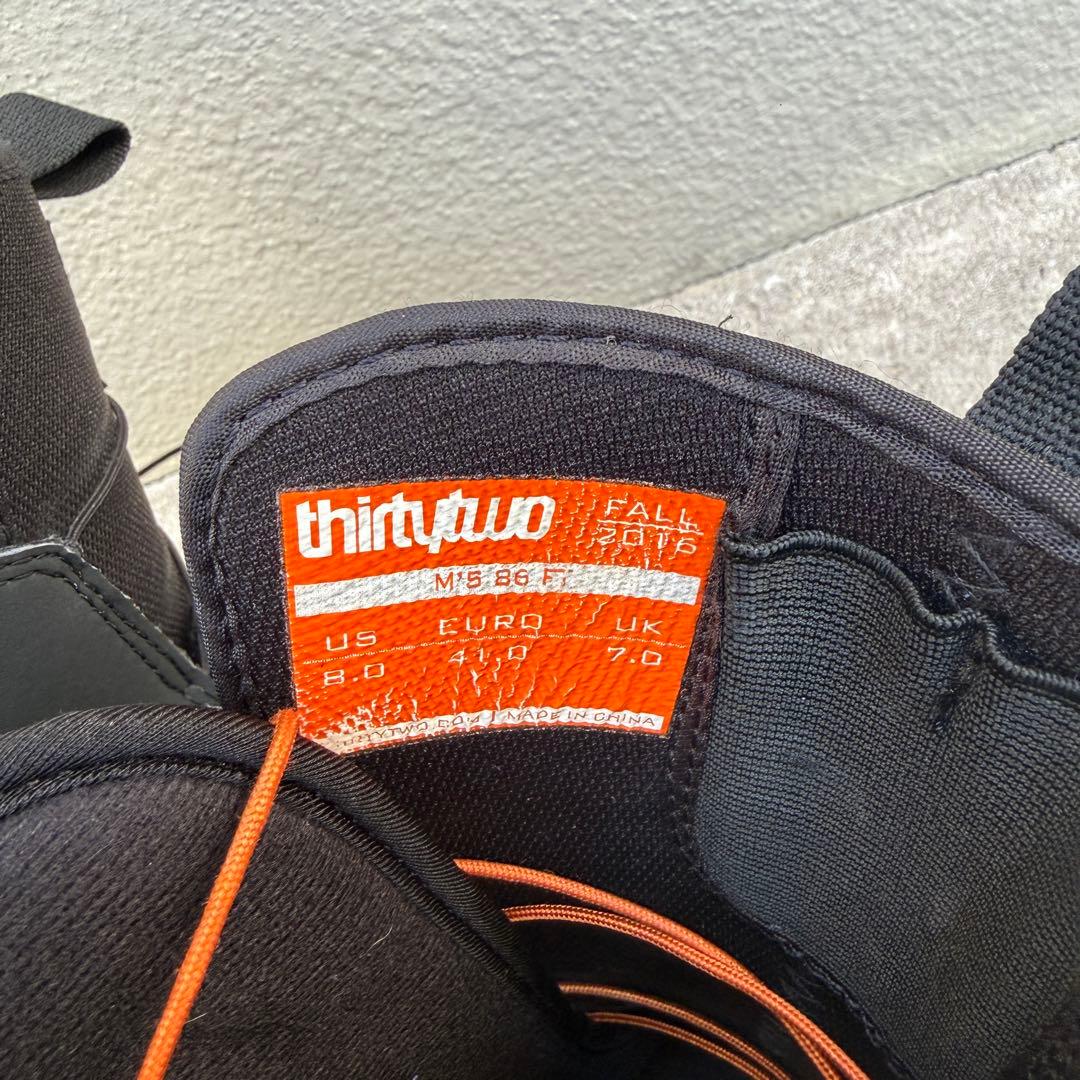 thirtytwo
FALL
2016
M'S 86 FT
US EURO UK
8.0 41.0 7.0
MADE IN CHINA